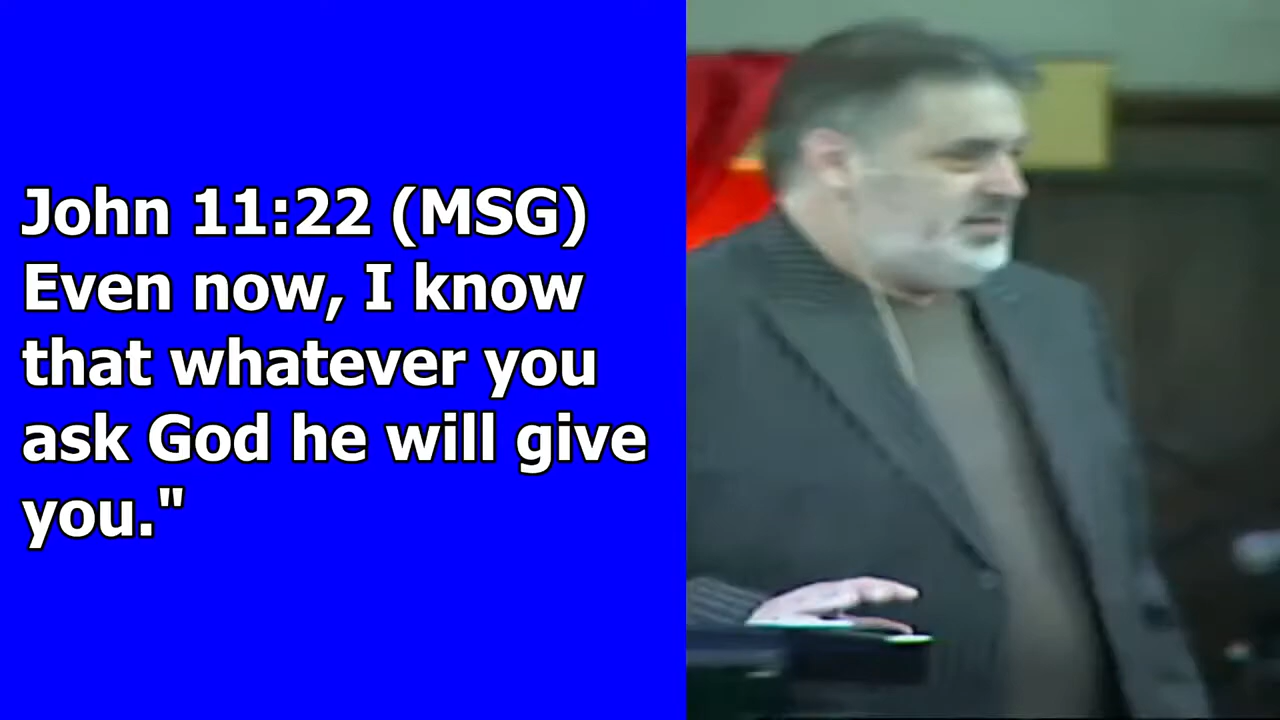 John 11:22 (MSG)
Even now, I know
that whatever you
ask God he will give
you."